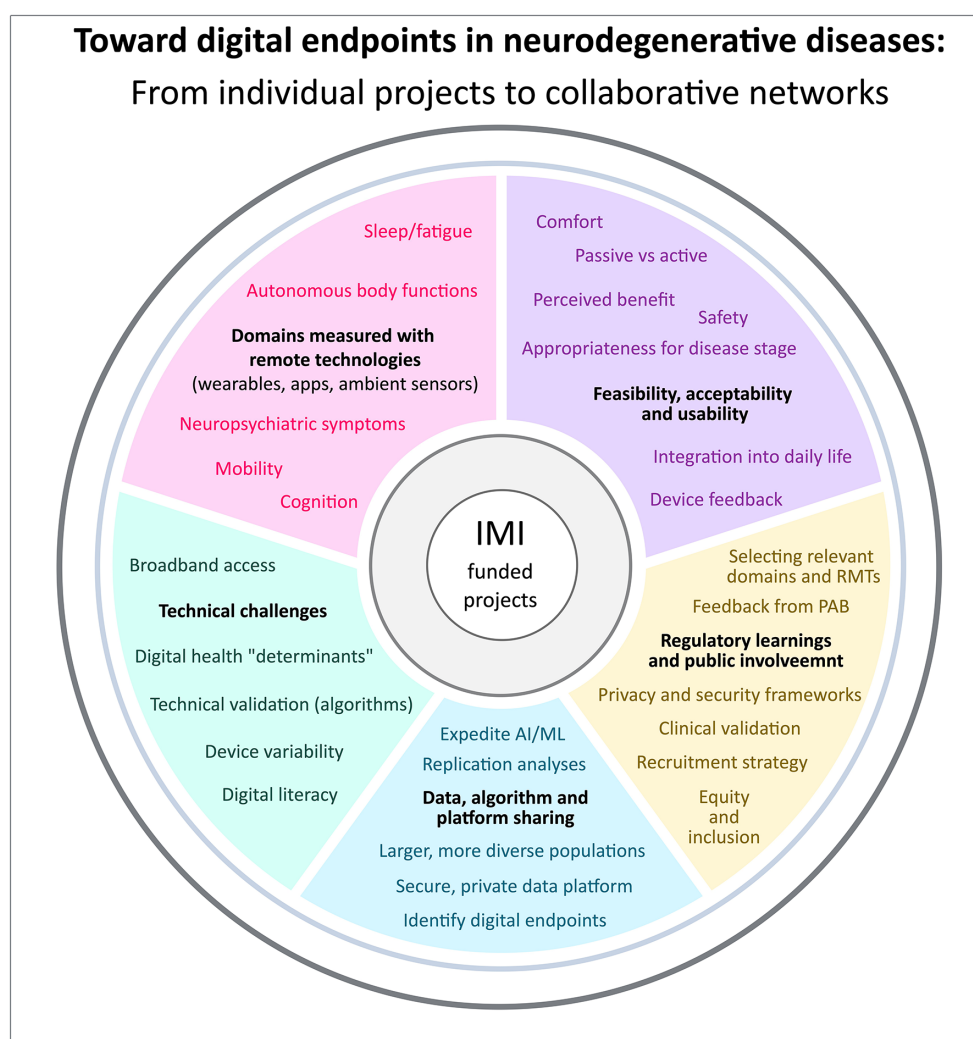 Toward digital endpoints in neurodegenerative diseases:
From individual projects to collaborative networks
Sleep/fatigue
Autonomous body functions
Domains measured with
remote technologies
(wearables, apps, ambient sensors)
Neuropsychiatric symptoms
Mobility
Cognition
Comfort
Passive vs active
Perceived benefit
Safety
Appropriateness for disease stage
Feasibility, acceptability
and usability
Integration into daily life
Device feedback
IMI
funded
projects
Selecting relevant
domains and RMTs
Feedback from PAB
Regulatory learnings
and public involveemnt
Privacy and security frameworks
Clinical validation
Recruitment strategy
Equity
and
inclusion
Expedite AI/ML
Replication analyses
Data, algorithm and
platform sharing
Larger, more diverse populations
Secure, private data platform
Identify digital endpoints
Broadband access
Technical challenges
Digital health "determinants"
Technical validation (algorithms)
Device variability
Digital literacy